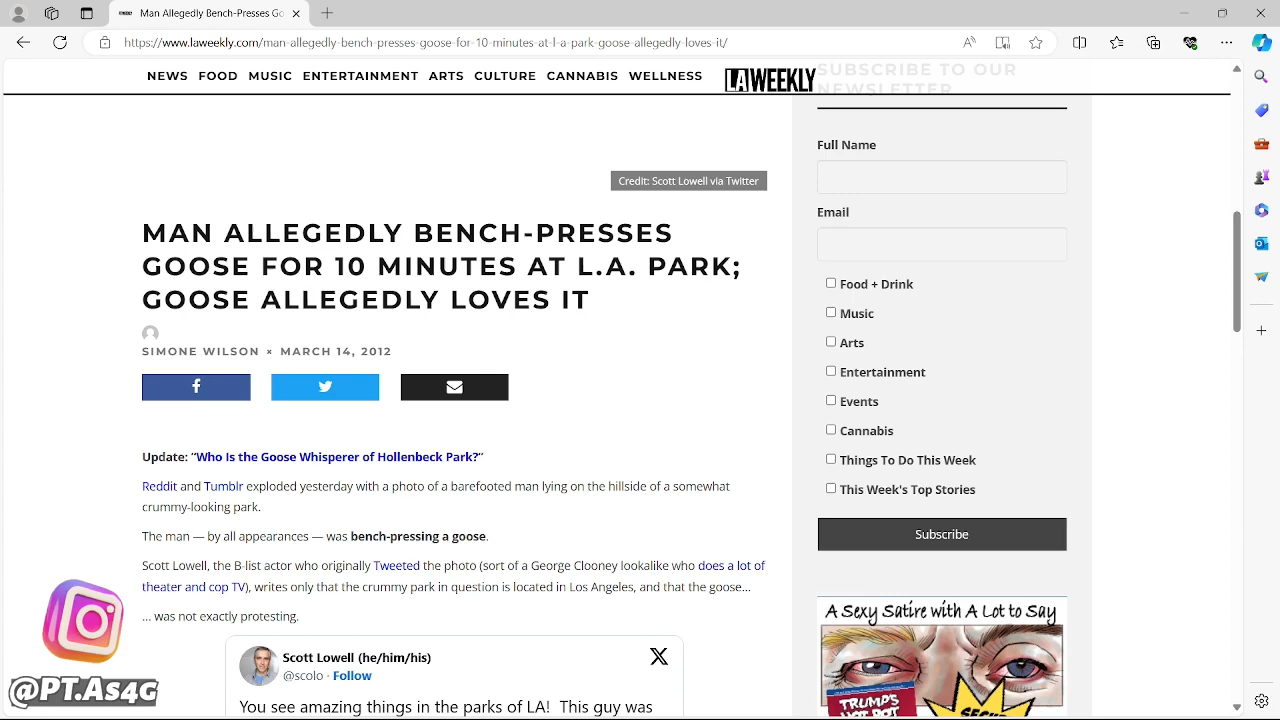 Man Allegedly Bench-Presses Go
https://www.laweekly.com/man-allegedly-bench-presses-goose-for-10-minutes-at-l-a-park-goose-allegedly-loves-it/
NEWS FOOD MUSIC ENTERTAINMENT ARTS CULTURE CANNABIS WELLNESS
LA WEEKLY
SUBSCRIBE TO OUR
NEWSLETTER
Full Name
Credit: Scott Lowell via Twitter
Email
MAN ALLEGEDLY BENCH-PRESSES
GOOSE FOR 10 MINUTES AT L.A. PARK;
GOOSE ALLEGEDLY LOVES IT
SIMONE WILSON × MARCH 14, 2012
Food + Drink
Music
Arts
Entertainment
Events
Cannabis
Things To Do This Week
This Week's Top Stories
Subscribe
Update: "Who Is the Goose Whisperer of Hollenbeck Park?"
Reddit and Tumblr exploded yesterday with a photo of a barefooted man lying on the hillside of a somewhat
crummy-looking park.
The man — by all appearances — was bench-pressing a goose.
Scott Lowell, the B-list actor who originally Tweeted the photo (sort of a George Clooney lookalike who does a lot of
theater and cop TV), writes only that the crummy park in question is located in Los Angeles, and that the goose…
… was not exactly protesting.
Scott Lowell (he/him/his)
@scolo · Follow
You see amazing things in the parks of LA! This guy was
A Sexy Satire with A Lot to Say
TRUMP'S
@PT.As4G